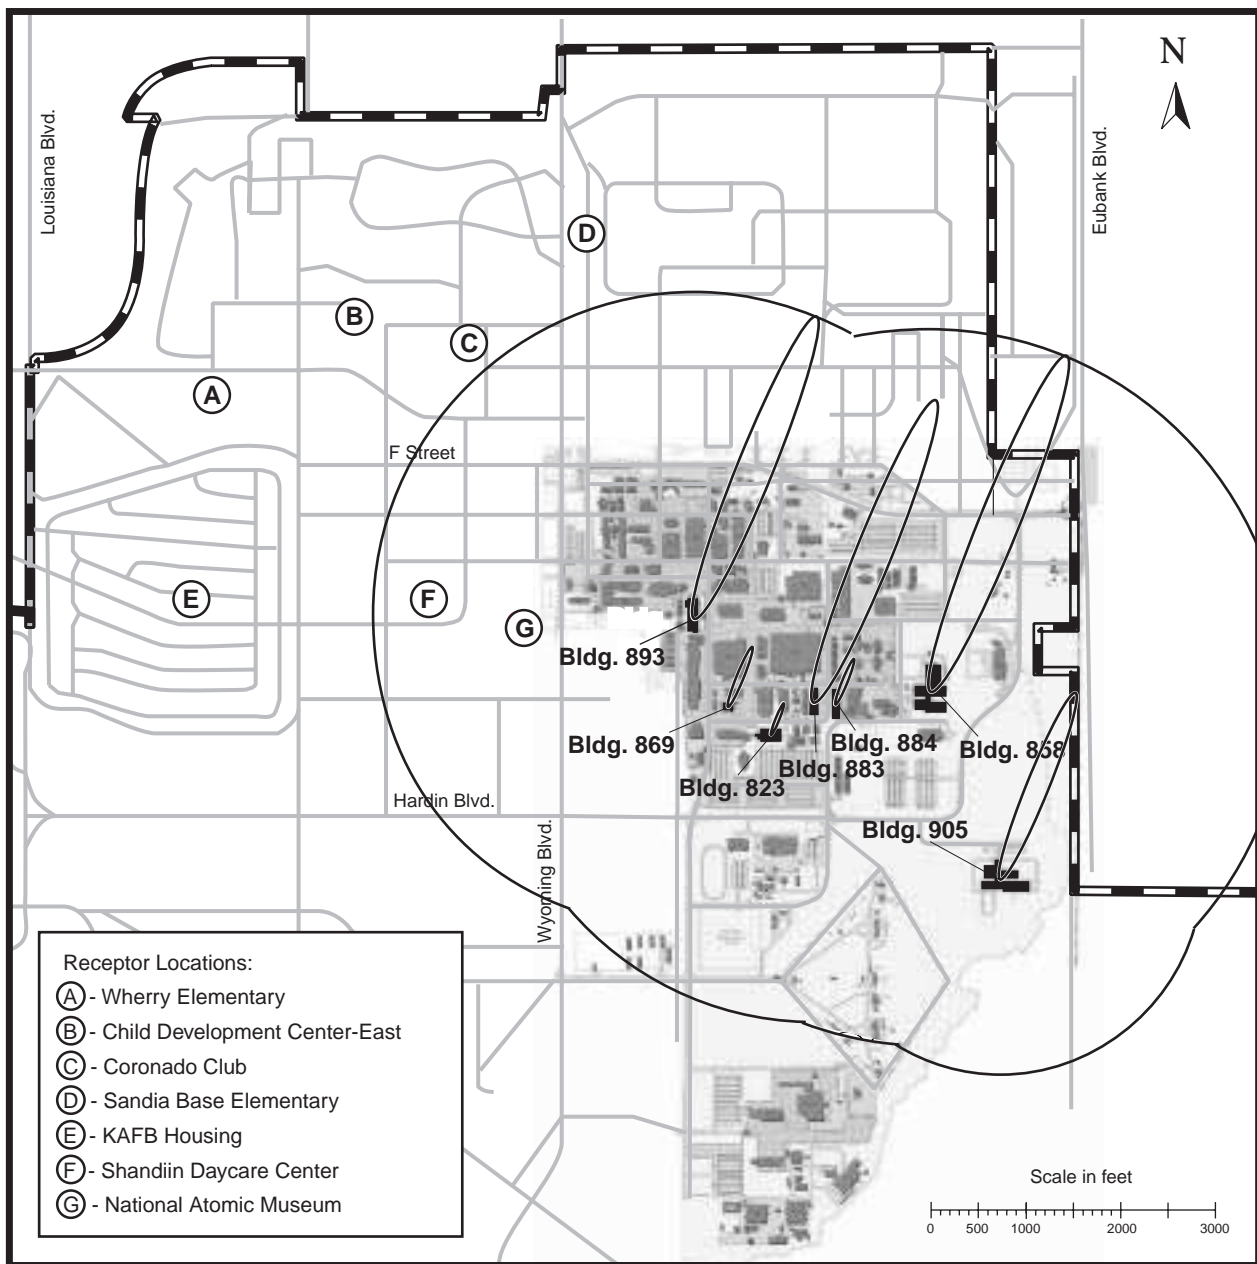 N
Louisiana Blvd.
Eubank Blvd.
D
B
C
A
F Street
E
F
G
Bldg. 893
Bldg. 869
Bldg. 884
Bldg. 858
Bldg. 883
Bldg. 823
Hardin Blvd.
Bldg. 905
Wyoming Blvd.
Receptor Locations:
A - Wherry Elementary
B - Child Development Center-East
C - Coronado Club
D - Sandia Base Elementary
E - KAFB Housing
F - Shandiin Daycare Center
G - National Atomic Museum
Scale in feet
0 500 1000 2000 3000